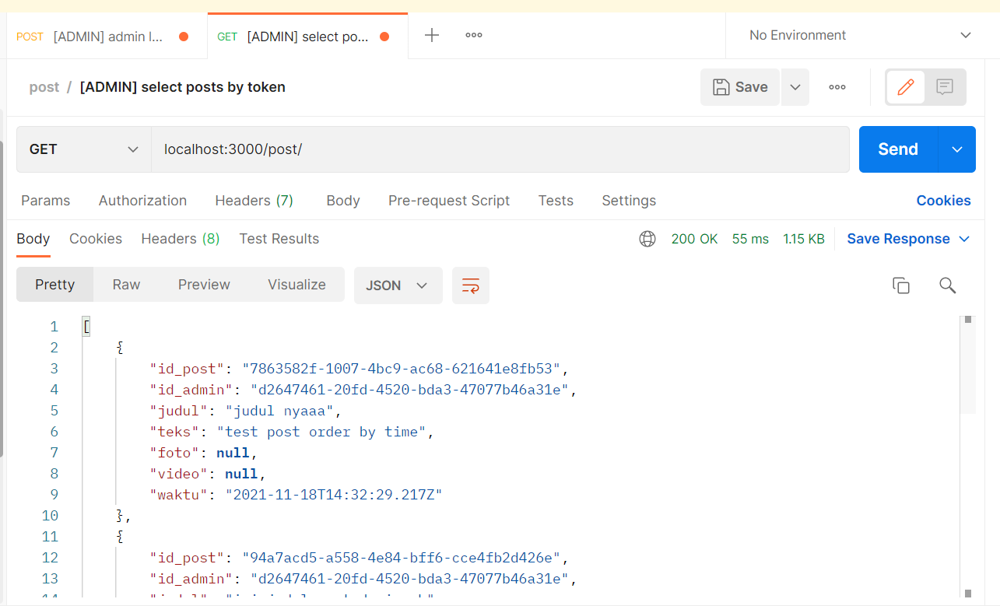 POST [ADMIN] admin l... GET [ADMIN] select po... No Environment
post / [ADMIN] select posts by token Save
GET localhost:3000/post/ Send
Params Authorization Headers (7) Body Pre-request Script Tests Settings Cookies
Body Cookies Headers (8) Test Results 200 OK 55 ms 1.15 KB Save Response
Pretty Raw Preview Visualize JSON
1 [
2 {
3 "id_post": "7863582f-1007-4bc9-ac68-621641e8fb53",
4 "id_admin": "d2647461-20fd-4520-bda3-47077b46a31e",
5 "judul": "judul nyaaa",
6 "teks": "test post order by time",
7 "foto": null,
8 "video": null,
9 "waktu": "2021-11-18T14:32:29.217Z"
10 },
11 {
12 "id_post": "94a7acd5-a558-4e84-bff6-cce4fb2d426e",
13 "id_admin": "d2647461-20fd-4520-bda3-47077b46a31e",